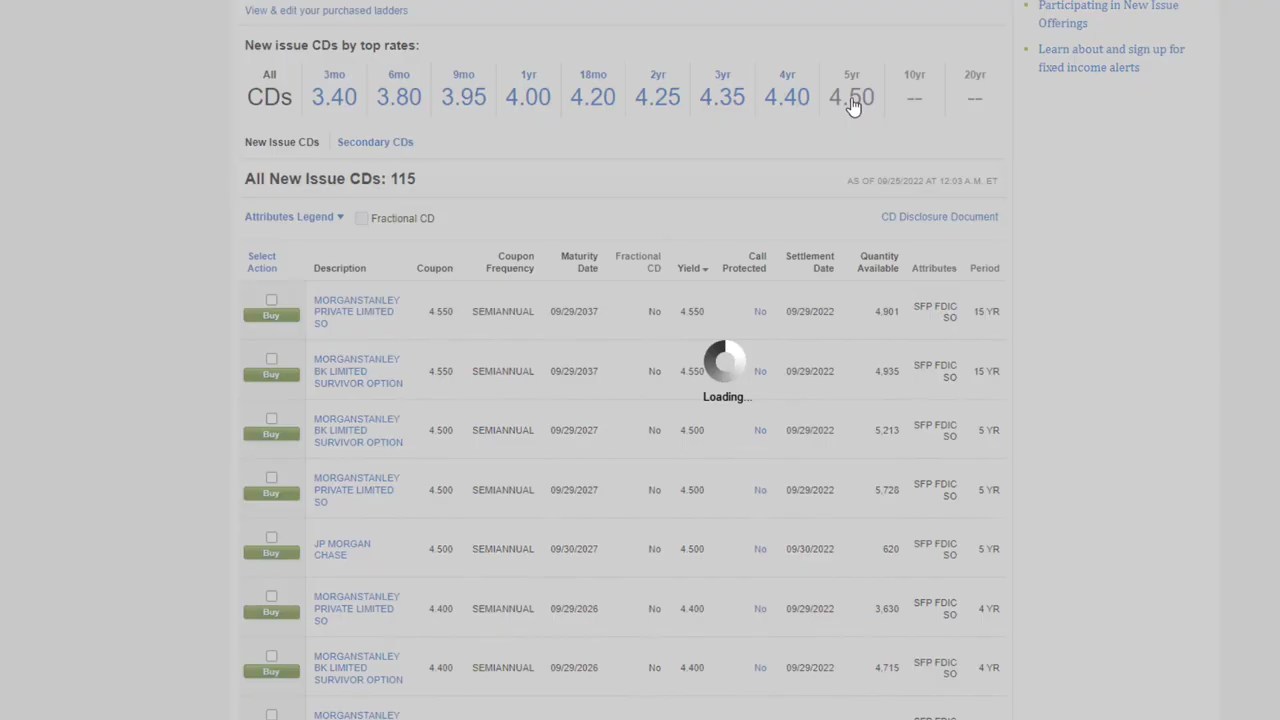 View & edit your purchased ladders
Participating in New Issue
Offerings
Learn about and sign up for
fixed income alerts
New issue CDs by top rates:
All 3mo 6mo 9mo 1yr 18mo 2yr 3yr 4yr 5yr 10yr 20yr
CDs 3.40 3.80 3.95 4.00 4.20 4.25 4.35 4.40 4.50 -- --
New Issue CDs Secondary CDs
All New Issue CDs: 115 AS OF 09/25/2022 AT 12:03 A.M. ET
Attributes Legend Fractional CD CD Disclosure Document
Select Coupon Maturity Fractional Call Settlement Quantity
Action Description Coupon Frequency Date CD Yield Protected Date Available Attributes Period
MORGANSTANLEY
PRIVATE LIMITED
SO
Buy 4.550 SEMIANNUAL 09/29/2037 No 4.550 No 09/29/2022 4,901 SFP FDIC
SO 15 YR
MORGANSTANLEY
BK LIMITED
SURVIVOR OPTION
Buy 4.550 SEMIANNUAL 09/29/2037 No 4.550 No 09/29/2022 4,935 SFP FDIC
SO 15 YR
Loading...
MORGANSTANLEY
BK LIMITED
SURVIVOR OPTION
Buy 4.500 SEMIANNUAL 09/29/2027 No 4.500 No 09/29/2022 5,213 SFP FDIC
SO 5 YR
MORGANSTANLEY
PRIVATE LIMITED
SO
Buy 4.500 SEMIANNUAL 09/29/2027 No 4.500 No 09/29/2022 5,728 SFP FDIC
SO 5 YR
JP MORGAN
CHASE
Buy 4.500 SEMIANNUAL 09/30/2027 No 4.500 No 09/30/2022 620 SFP FDIC
SO 5 YR
MORGANSTANLEY
PRIVATE LIMITED
SO
Buy 4.400 SEMIANNUAL 09/29/2026 No 4.400 No 09/29/2022 3,630 SFP FDIC
SO 4 YR
MORGANSTANLEY
BK LIMITED
SURVIVOR OPTION
Buy 4.400 SEMIANNUAL 09/29/2026 No 4.400 No 09/29/2022 4,715 SFP FDIC
SO 4 YR
MORGANSTANLEY